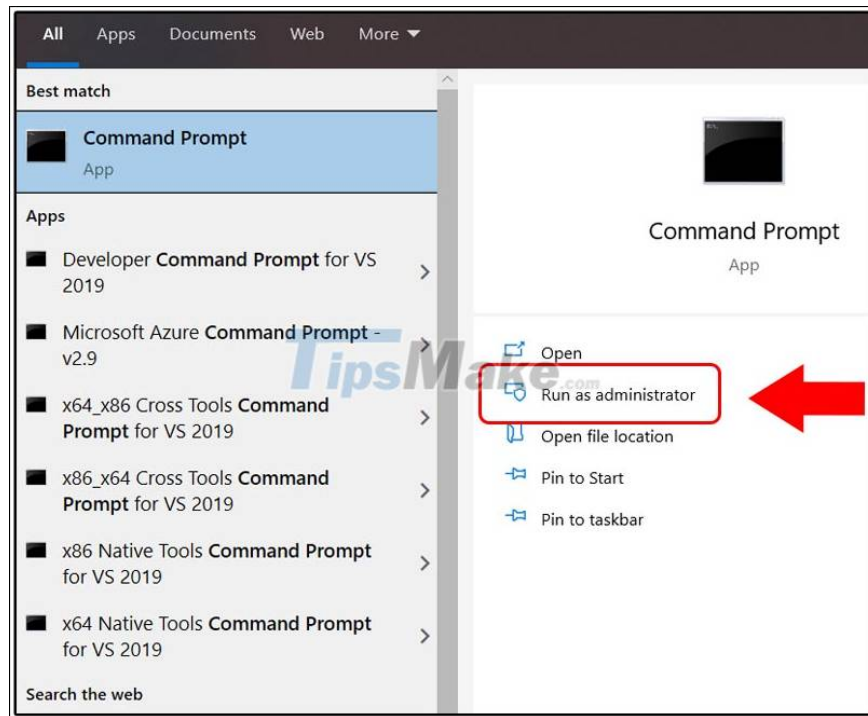 All Apps Documents Web More
Best match
Command Prompt
App
Apps
Developer Command Prompt for VS
2019
Microsoft Azure Command Prompt -
v2.9
x64_x86 Cross Tools Command
Prompt for VS 2019
x86_x64 Cross Tools Command
Prompt for VS 2019
x86 Native Tools Command Prompt
for VS 2019
x64 Native Tools Command Prompt
for VS 2019
Search the web
Command Prompt
App
Open
Run as administrator
Open file location
Pin to Start
Pin to taskbar
TipsMake.com